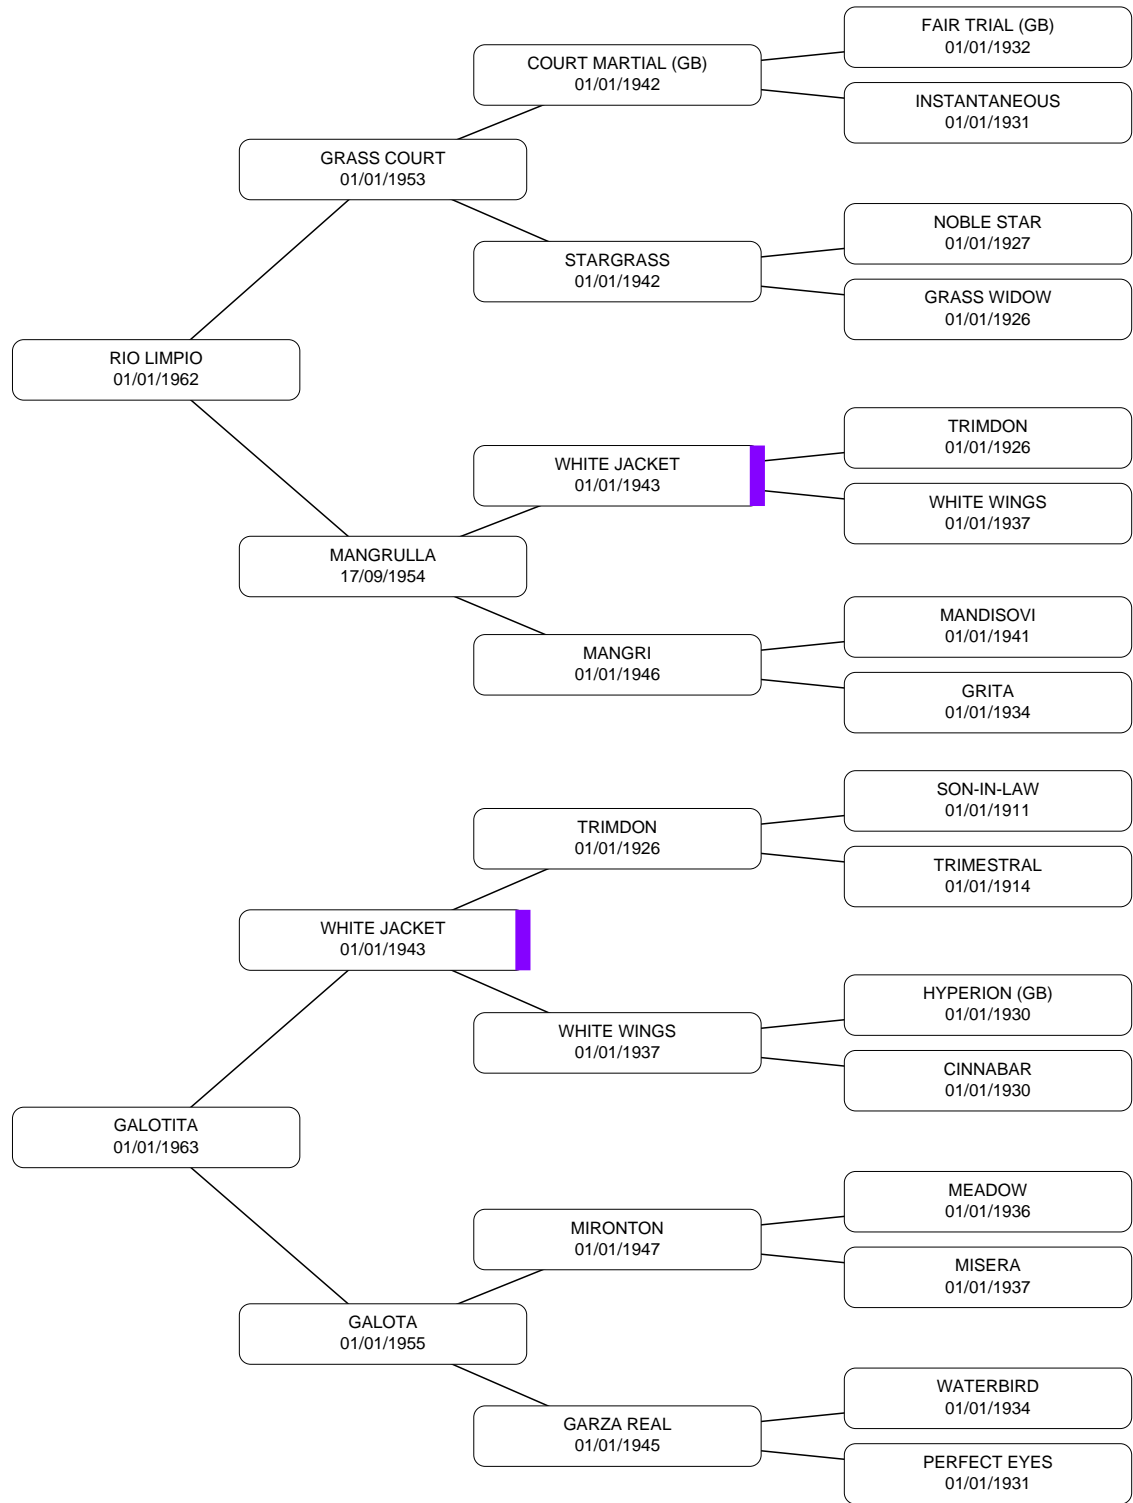 FAIR TRIAL (GB)
01/01/1932
COURT MARTIAL (GB)
01/01/1942
INSTANTANEOUS
01/01/1931
GRASS COURT
01/01/1953
NOBLE STAR
01/01/1927
STARGRASS
01/01/1942
GRASS WIDOW
01/01/1926
RIO LIMPIO
01/01/1962
TRIMDON
01/01/1926
WHITE JACKET
01/01/1943
WHITE WINGS
01/01/1937
MANGRULLA
17/09/1954
MANDISOVI
01/01/1941
MANGRI
01/01/1946
GRITA
01/01/1934
SON-IN-LAW
01/01/1911
TRIMDON
01/01/1926
TRIMESTRAL
01/01/1914
WHITE JACKET
01/01/1943
HYPERION (GB)
01/01/1930
WHITE WINGS
01/01/1937
CINNABAR
01/01/1930
GALOTITA
01/01/1963
MEADOW
01/01/1936
MIRONTON
01/01/1947
MISERA
01/01/1937
GALOTA
01/01/1955
WATERBIRD
01/01/1934
GARZA REAL
01/01/1945
PERFECT EYES
01/01/1931